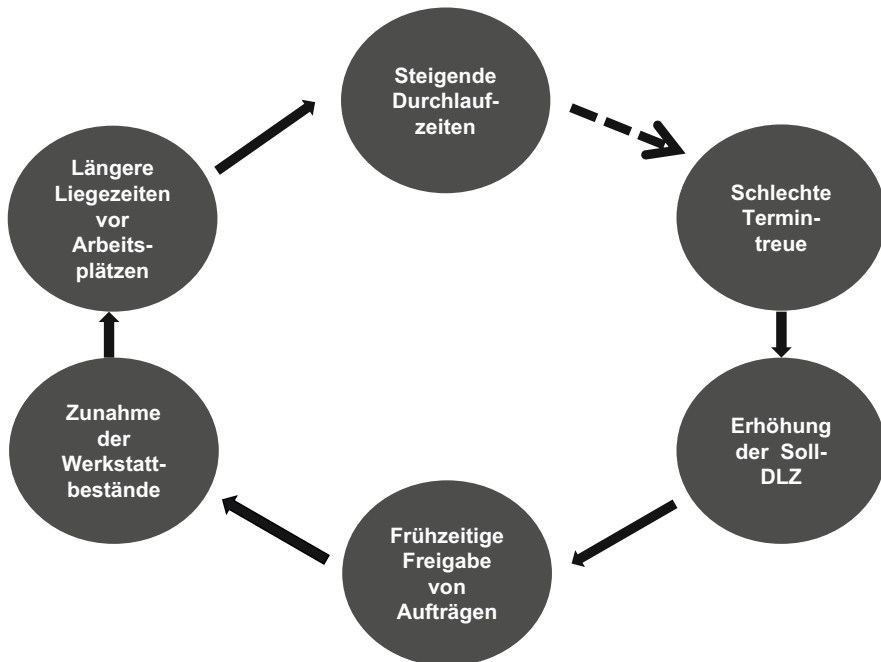 Steigende
Durchlauf-
zeiten
Schlechte
Termin-
treue
Erhöhung
der Soll-
DLZ
Frühzeitige
Freigabe
von
Aufträgen
Zunahme
der
Werkstatt-
bestände
Längere
Liegezeiten
vor
Arbeits-
plätzen